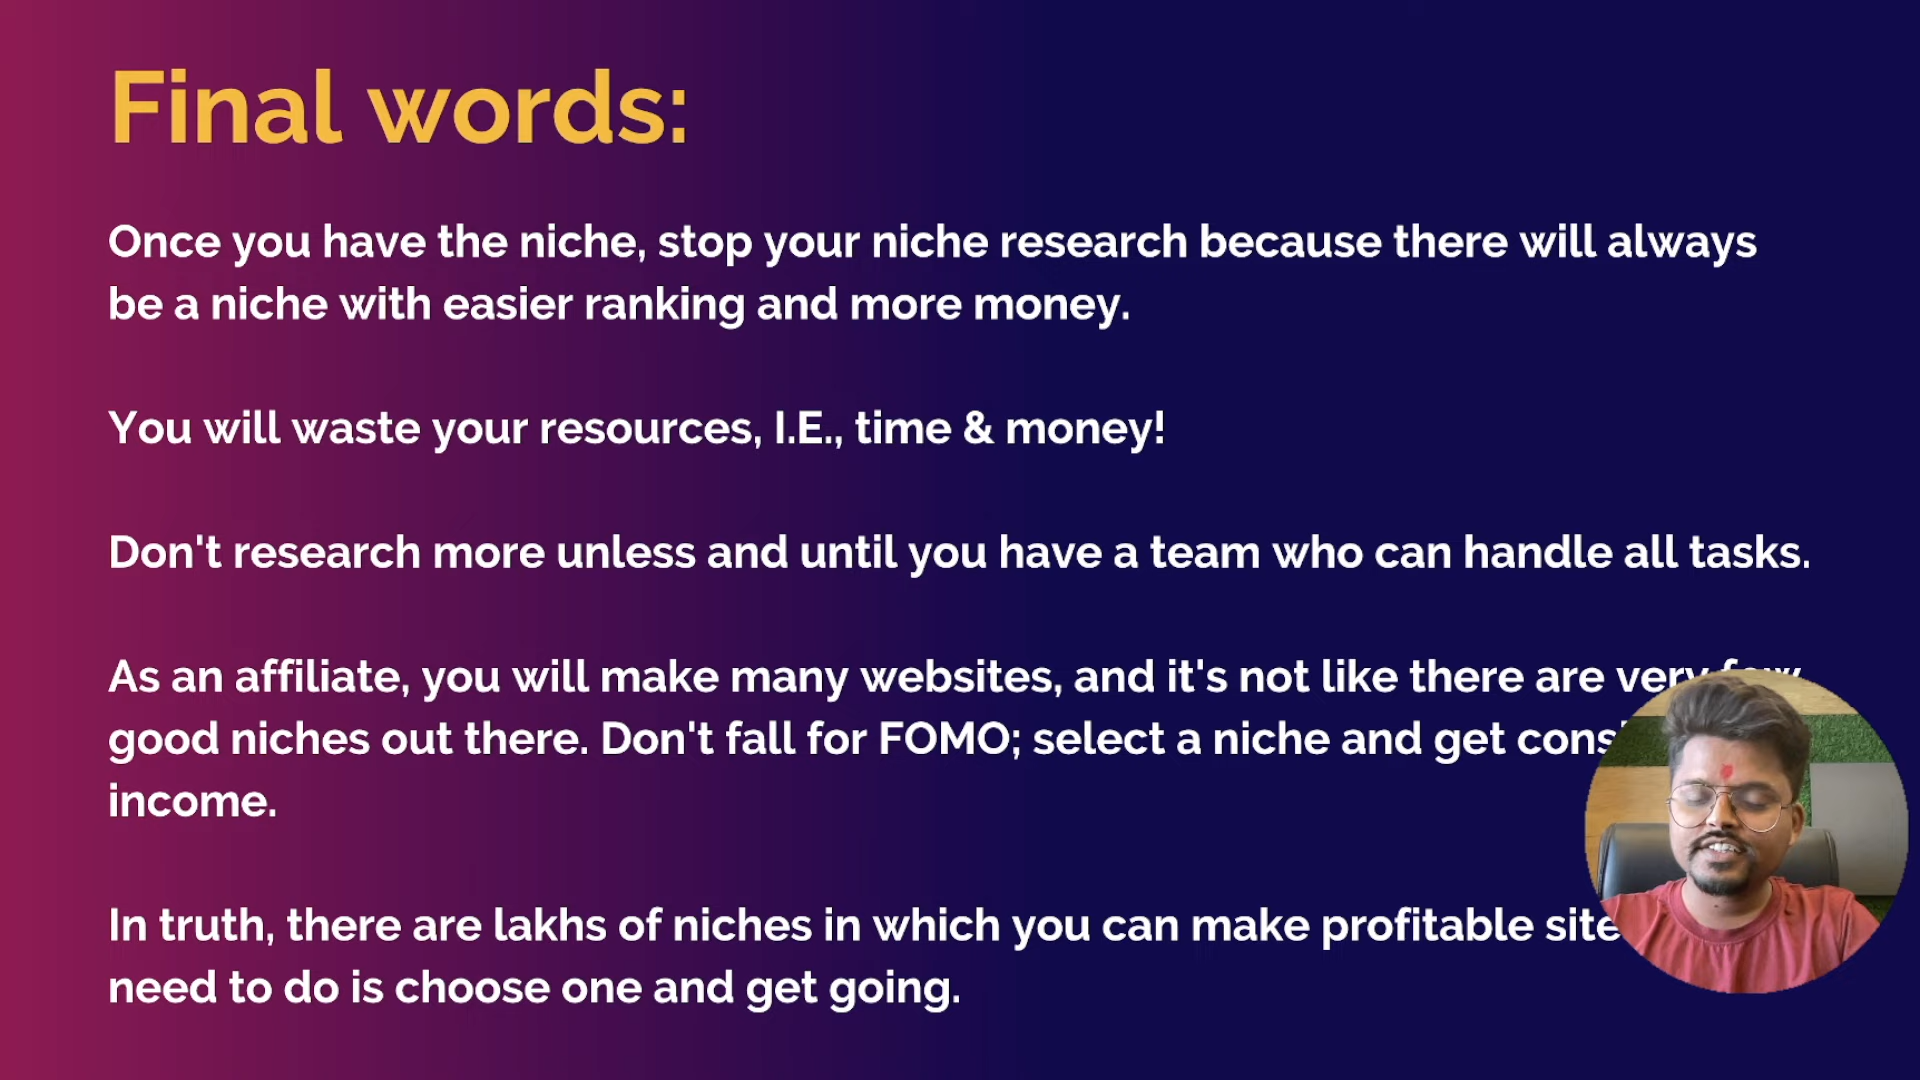 Final words:
Once you have the niche, stop your niche research because there will always
be a niche with easier ranking and more money.
You will waste your resources, I.E., time & money!
Don't research more unless and until you have a team who can handle all tasks.
As an affiliate, you will make many websites, and it's not like there are very few
good niches out there. Don't fall for FOMO; select a niche and get
income.
In truth, there are lakhs of niches in which you can make profitable
need to do is choose one and get going.